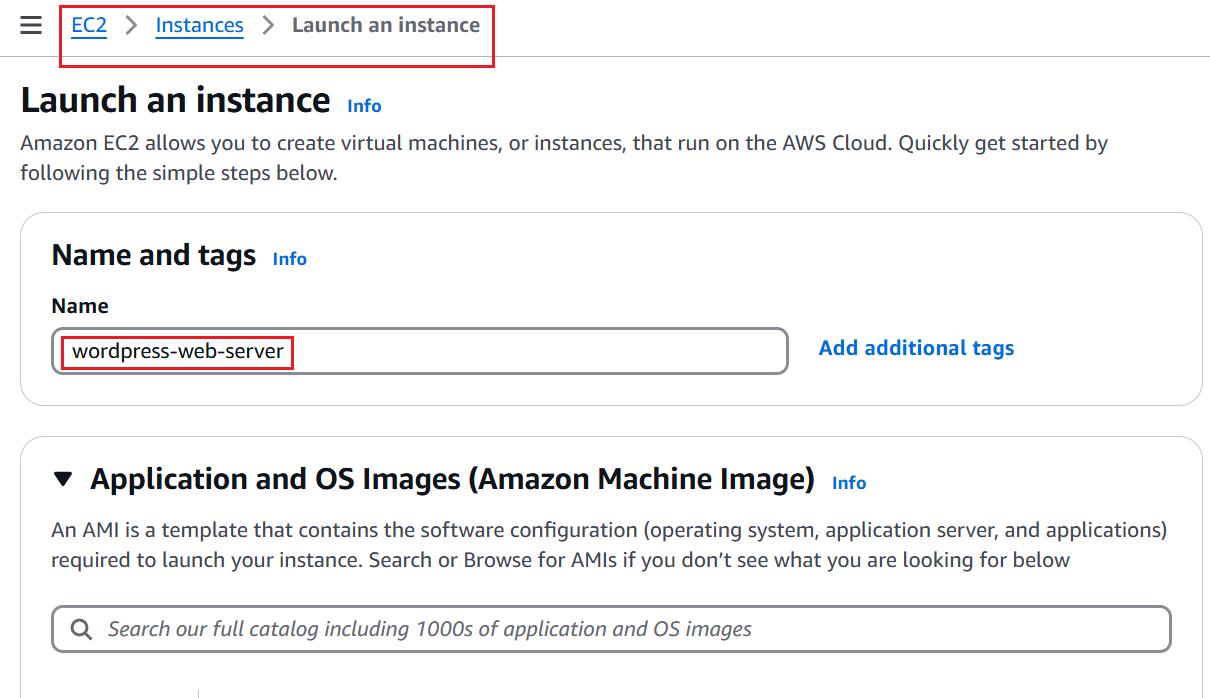 EC2 > Instances > Launch an instance
Launch an instance Info
Amazon EC2 allows you to create virtual machines, or instances, that run on the AWS Cloud. Quickly get started by
following the simple steps below.
Name and tags Info
Name
wordpress-web-server
Add additional tags
Application and OS Images (Amazon Machine Image) Info
An AMI is a template that contains the software configuration (operating system, application server, and applications)
required to launch your instance. Search or Browse for AMIs if you don’t see what you are looking for below
Search our full catalog including 1000s of application and OS images